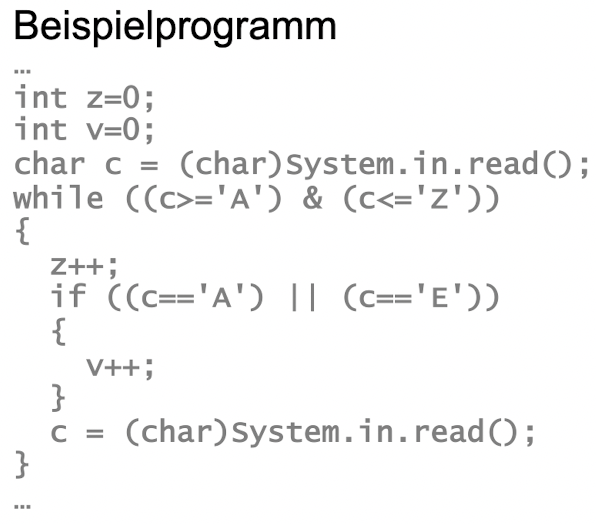 Beispielprogramm
…
int z=0;
int v=0;
char c = (char)System.in.read();
while ((c>='A') & (c<='Z'))
{
  z++;
  if ((c=='A') || (c=='E'))
  {
    v++;
  }
  c = (char)System.in.read();
}
…